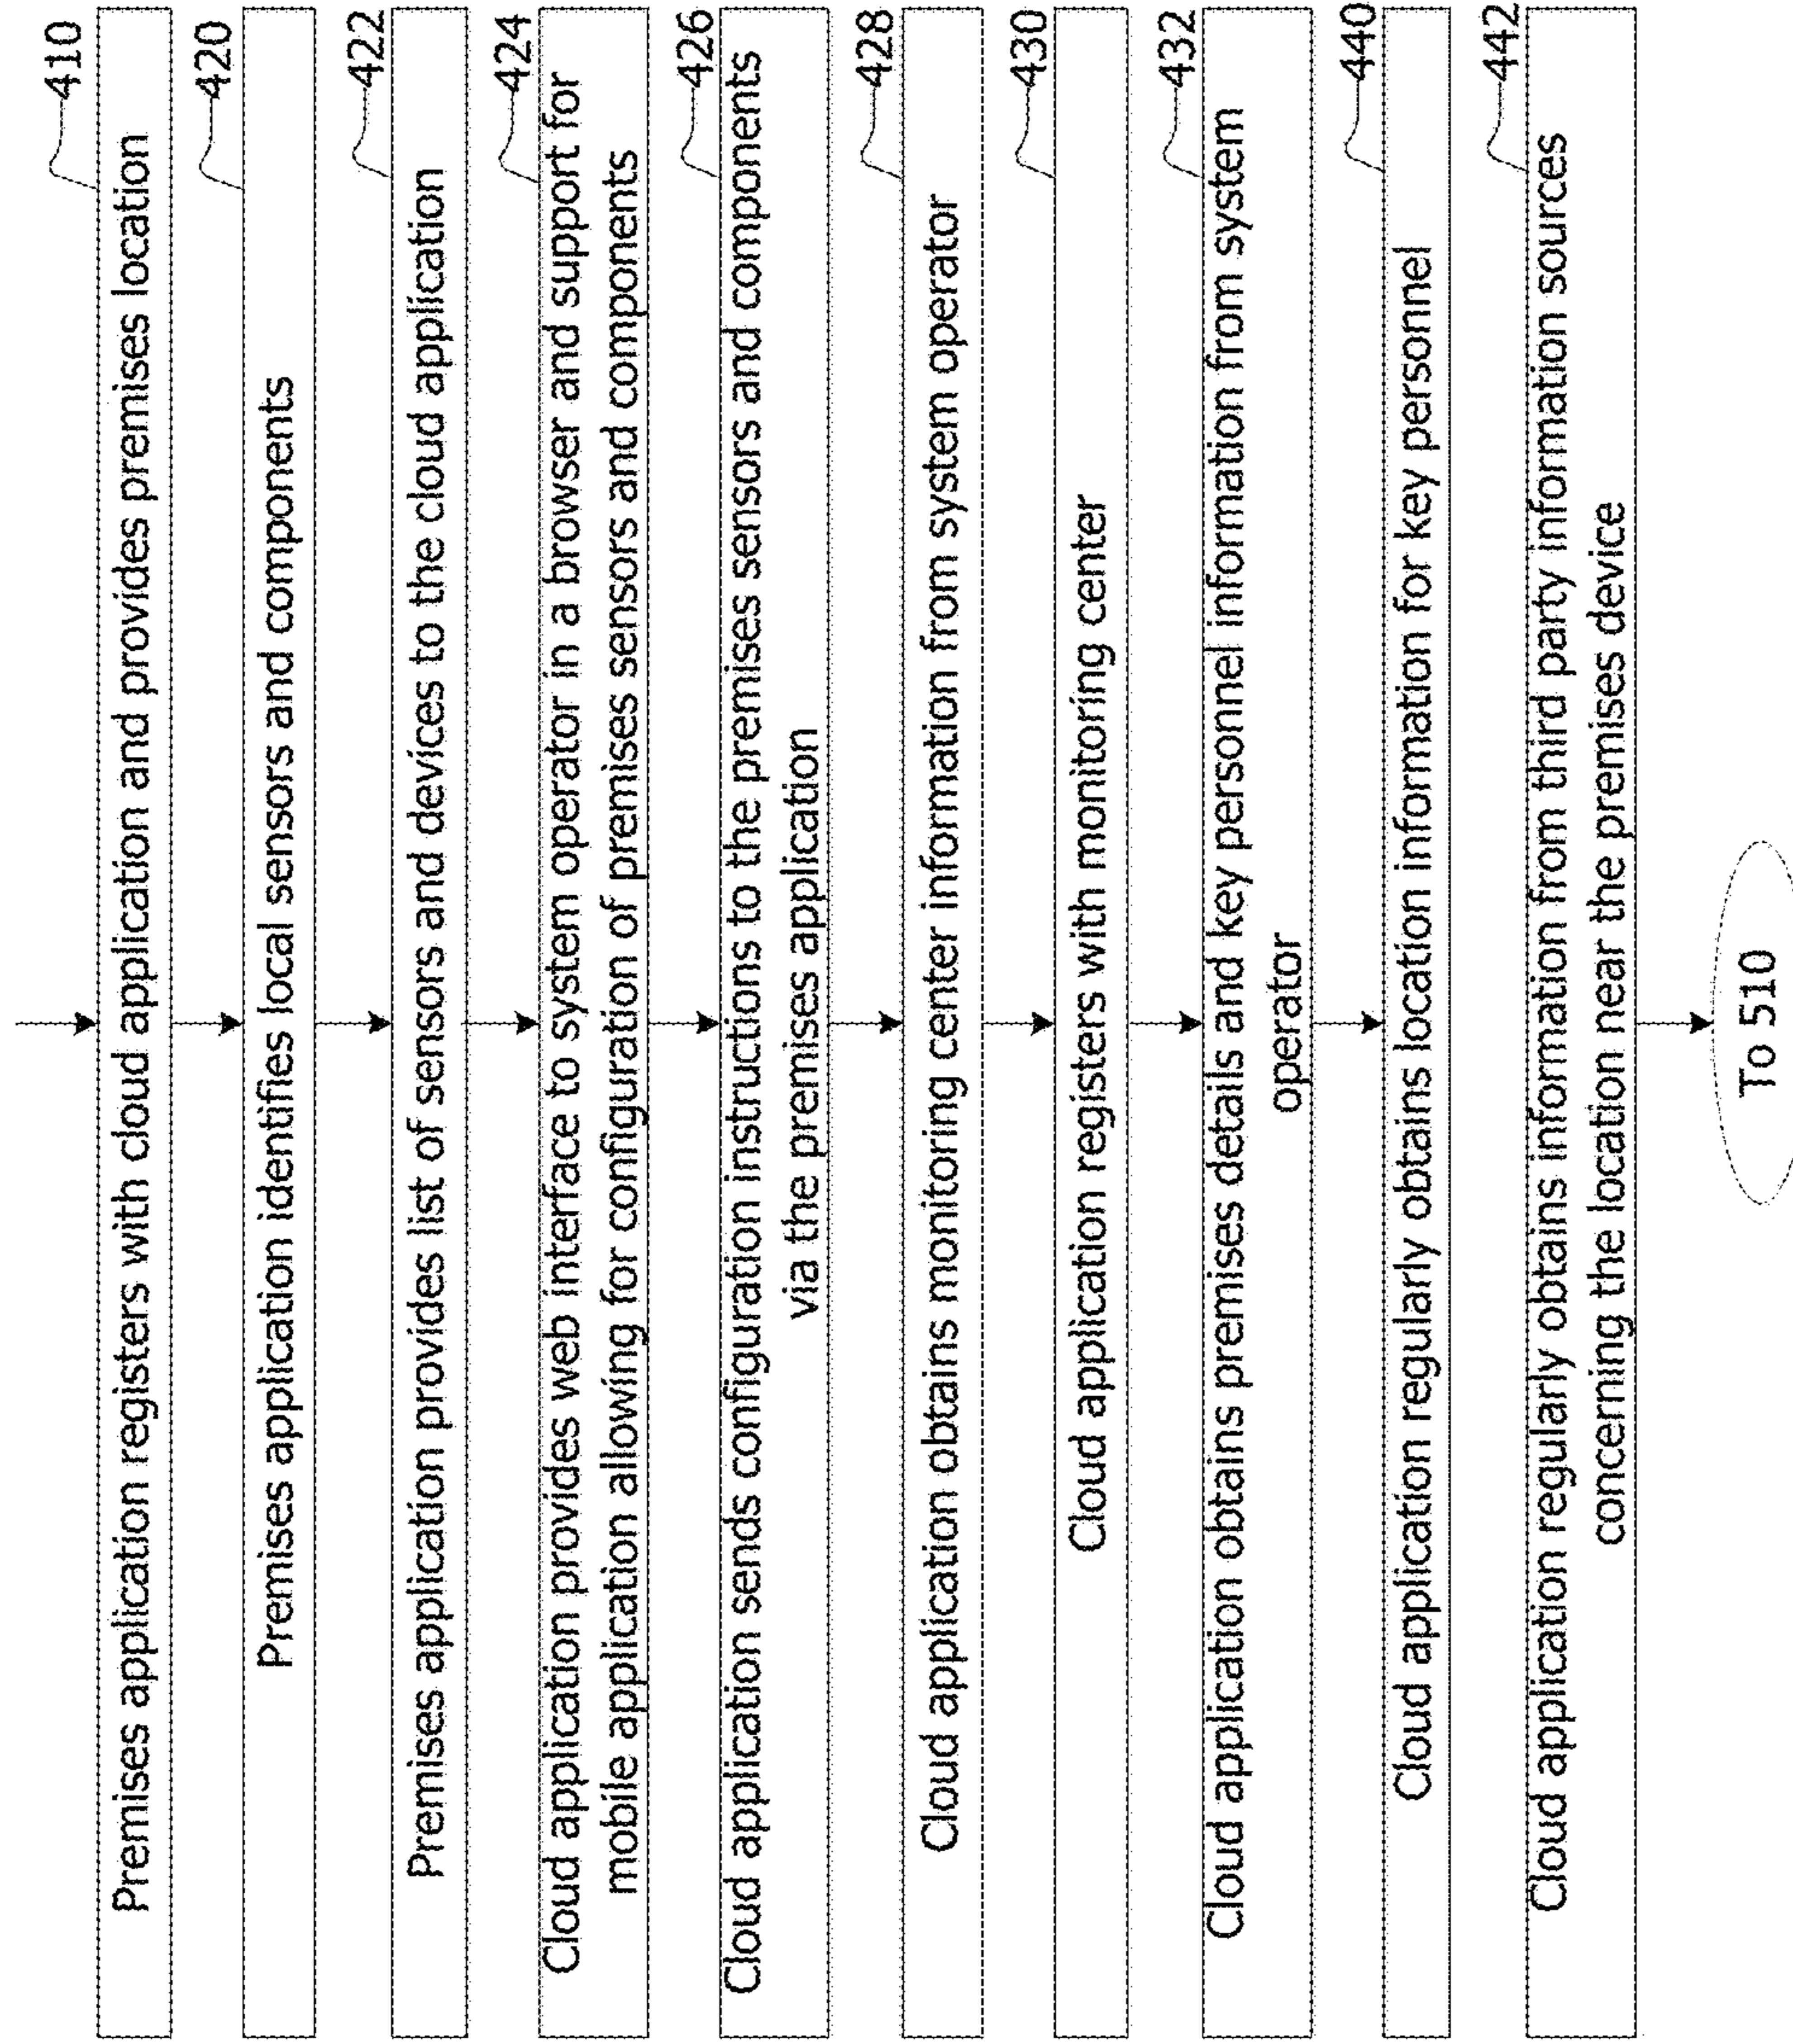 410
Premises application registers with cloud application and provides premises location
420
Premises application identifies local sensors and components
422
Premises application provides list of sensors and devices to the cloud application
424
Cloud application provides web interface to system operator in a browser and support for
mobile application allowing for configuration of premises sensors and components
426
Cloud application sends configuration instructions to the premises sensors and components
via the premises application
428
Cloud application obtains monitoring center information from system operator
430
Cloud application registers with monitoring center
432
Cloud application obtains premises details and key personnel information from system
operator
440
Cloud application regularly obtains location information for key personnel
442
Cloud application regularly obtains information from third party information sources
concerning the location near the premises device
To 510